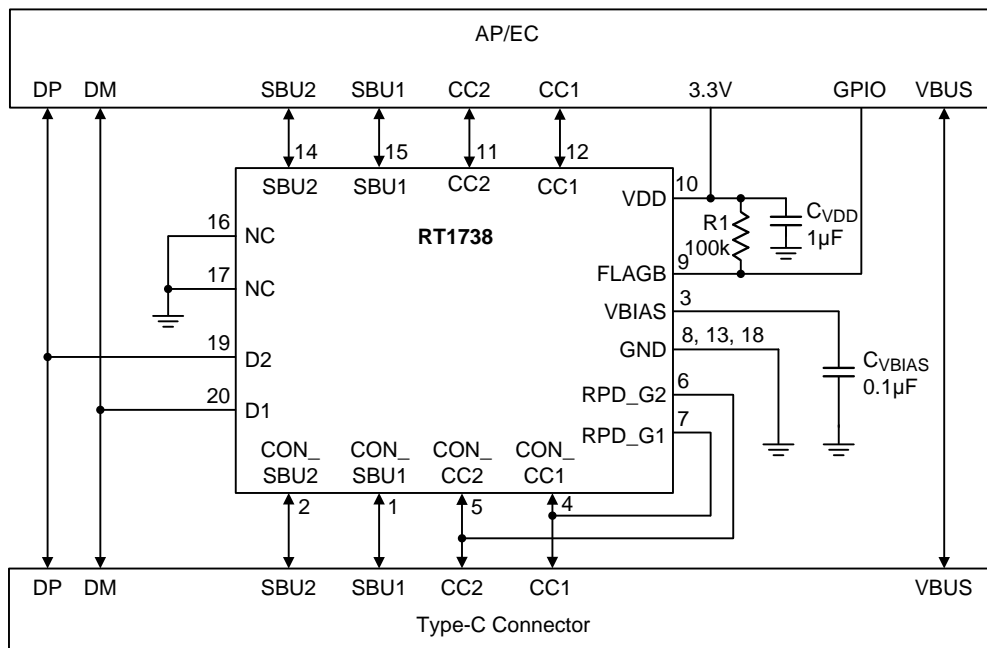 AP/EC
DP DM SBU2 SBU1 CC2 CC1 3.3V GPIO VBUS
14 15 11 12
SBU2 SBU1 CC2 CC1
10
VDD
CVDD
1µF
R1
100k
16
NC
RT1738
9
FLAGB
17
NC
3
VBIAS
8, 13, 18
GND
CVBIAS
0.1µF
19
D2
6
RPD_G2
20
D1
7
RPD_G1
CON_ CON_ CON_ CON_
SBU2 SBU1 CC2 CC1
2 1 5 4
DP DM SBU2 SBU1 CC2 CC1 VBUS
Type-C Connector